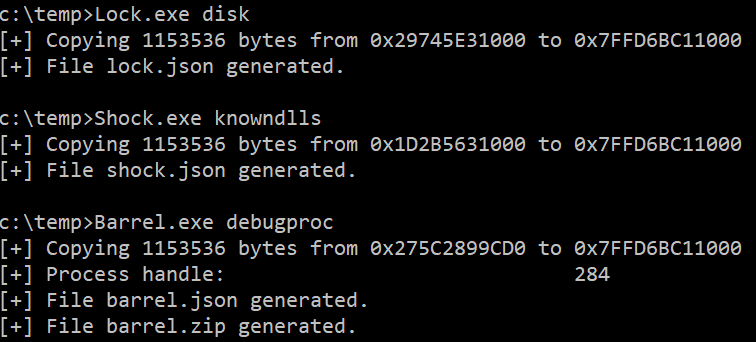 c:\temp>Lock.exe disk
[+] Copying 1153536 bytes from 0x29745E31000 to 0x7FFD6BC11000
[+] File lock.json generated.
c:\temp>Shock.exe knowndlls
[+] Copying 1153536 bytes from 0x1D2B5631000 to 0x7FFD6BC11000
[+] File shock.json generated.
c:\temp>Barrel.exe debugproc
[+] Copying 1153536 bytes from 0x275C2899CD0 to 0x7FFD6BC11000
[+] Process handle: 284
[+] File barrel.json generated.
[+] File barrel.zip generated.